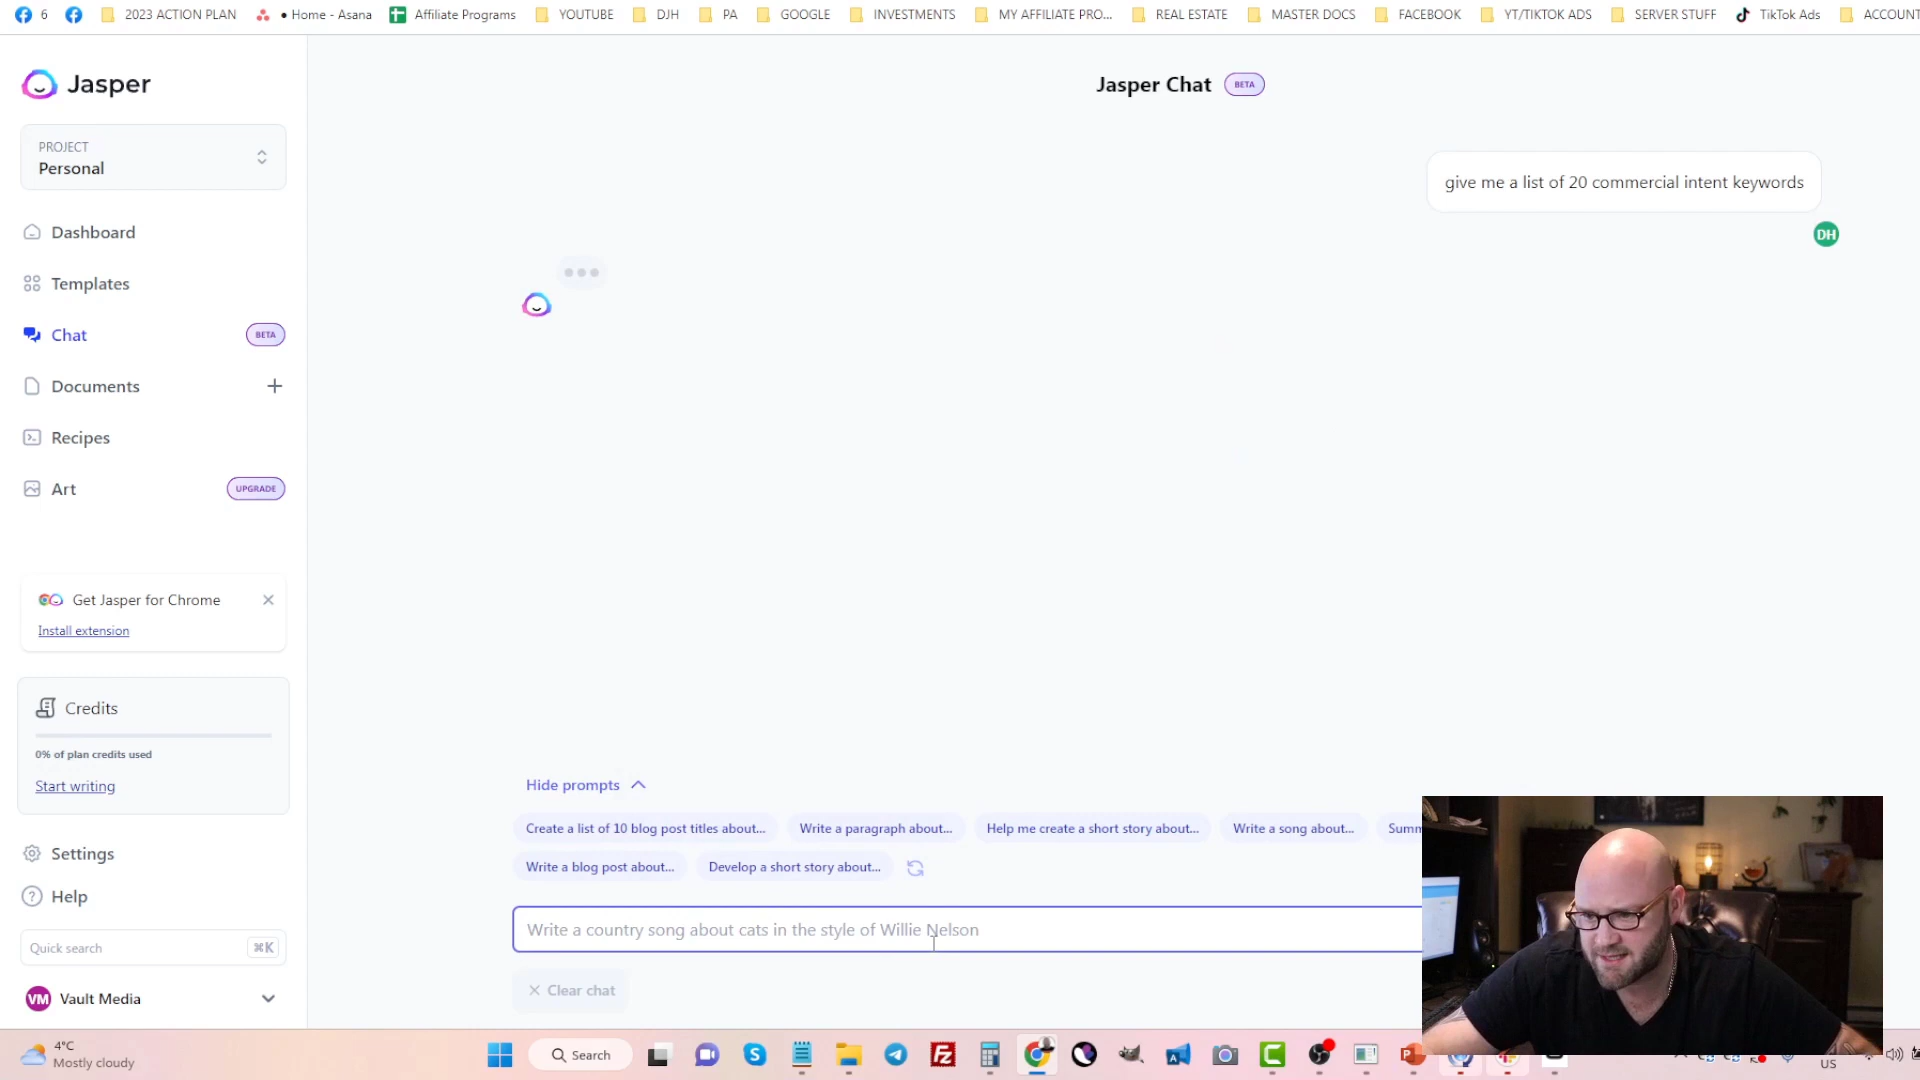 6
2023 ACTION PLAN
• Home - Asana
Affiliate Programs
YOUTUBE
DJH
PA
GOOGLE
INVESTMENTS
MY AFFILIATE PRO...
REAL ESTATE
MASTER DOCS
FACEBOOK
YT/TIKTOK ADS
SERVER STUFF
TikTok Ads
ACCOUNT
Jasper
PROJECT
Personal
Dashboard
Templates
Chat
BETA
Documents
Recipes
Art
UPGRADE
Get Jasper for Chrome
Install extension
Credits
0% of plan credits used
Start writing
Settings
Help
Quick search
⌘K
VM
Vault Media
Jasper Chat
BETA
give me a list of 20 commercial intent keywords
DH
Hide prompts
Create a list of 10 blog post titles about...
Write a paragraph about...
Help me create a short story about...
Write a song about...
Summ
Write a blog post about...
Develop a short story about...
Write a country song about cats in the style of Willie Nelson
Clear chat
4°C
Mostly cloudy
Search
US